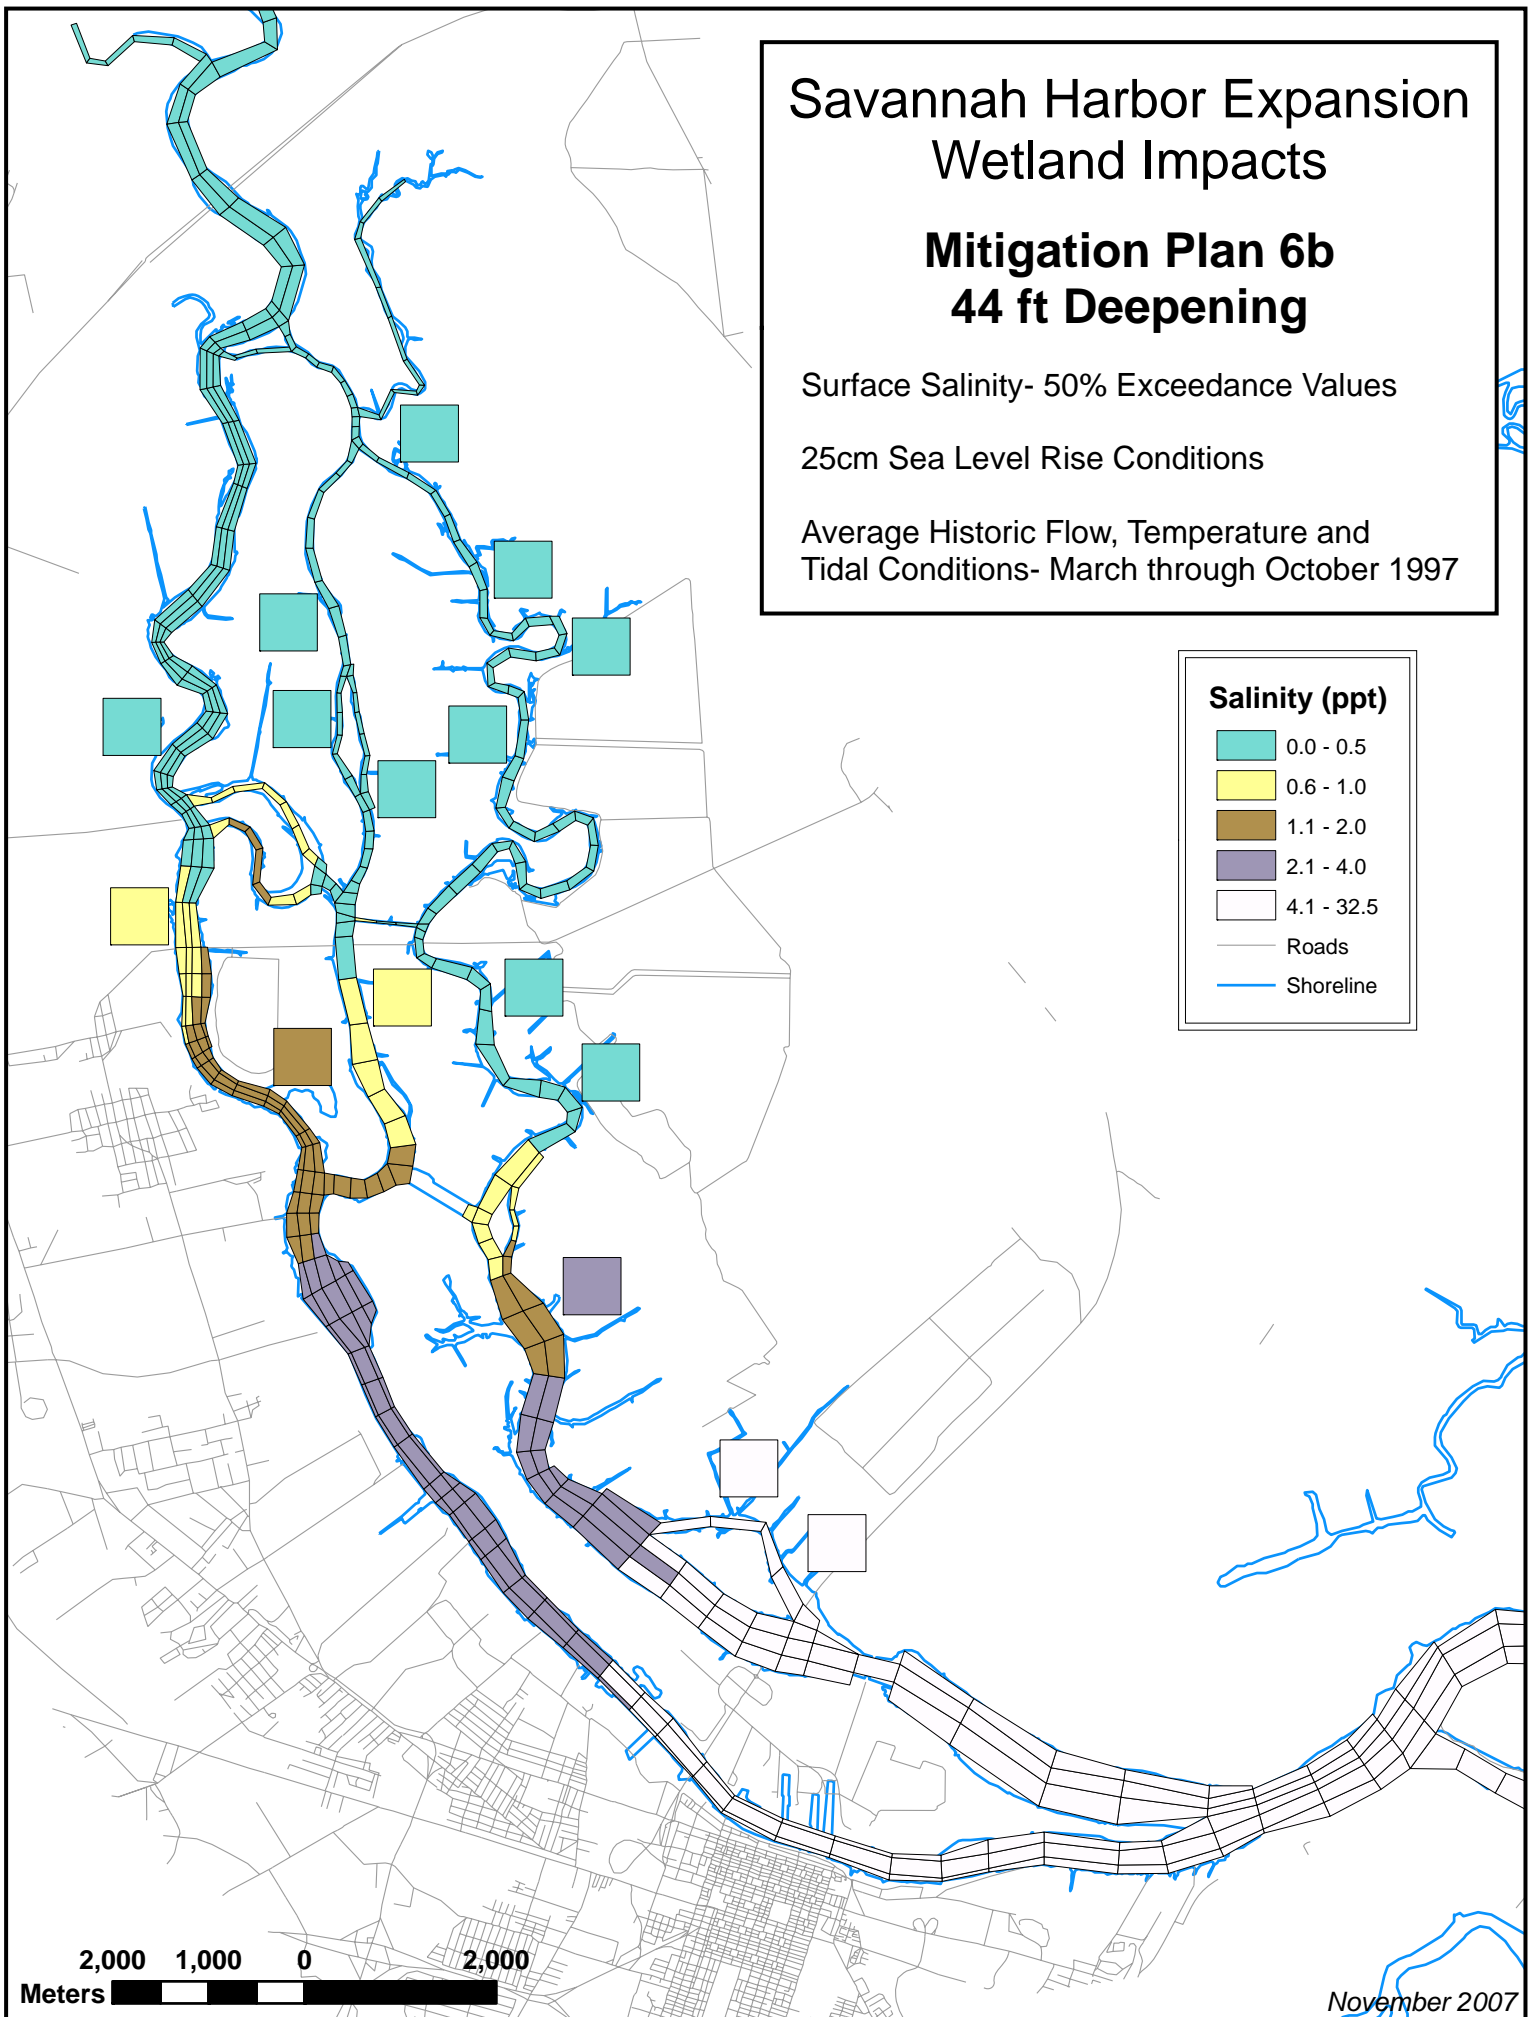 Savannah Harbor Expansion
Wetland Impacts
Mitigation Plan 6b
44 ft Deepening
Surface Salinity- 50% Exceedance Values
25cm Sea Level Rise Conditions
Average Historic Flow, Temperature and
Tidal Conditions- March through October 1997
Salinity (ppt)
0.0 - 0.5
0.6 - 1.0
1.1 - 2.0
2.1 - 4.0
4.1 - 32.5
Roads
Shoreline
2,000 1,000 0 2,000
Meters
November 2007